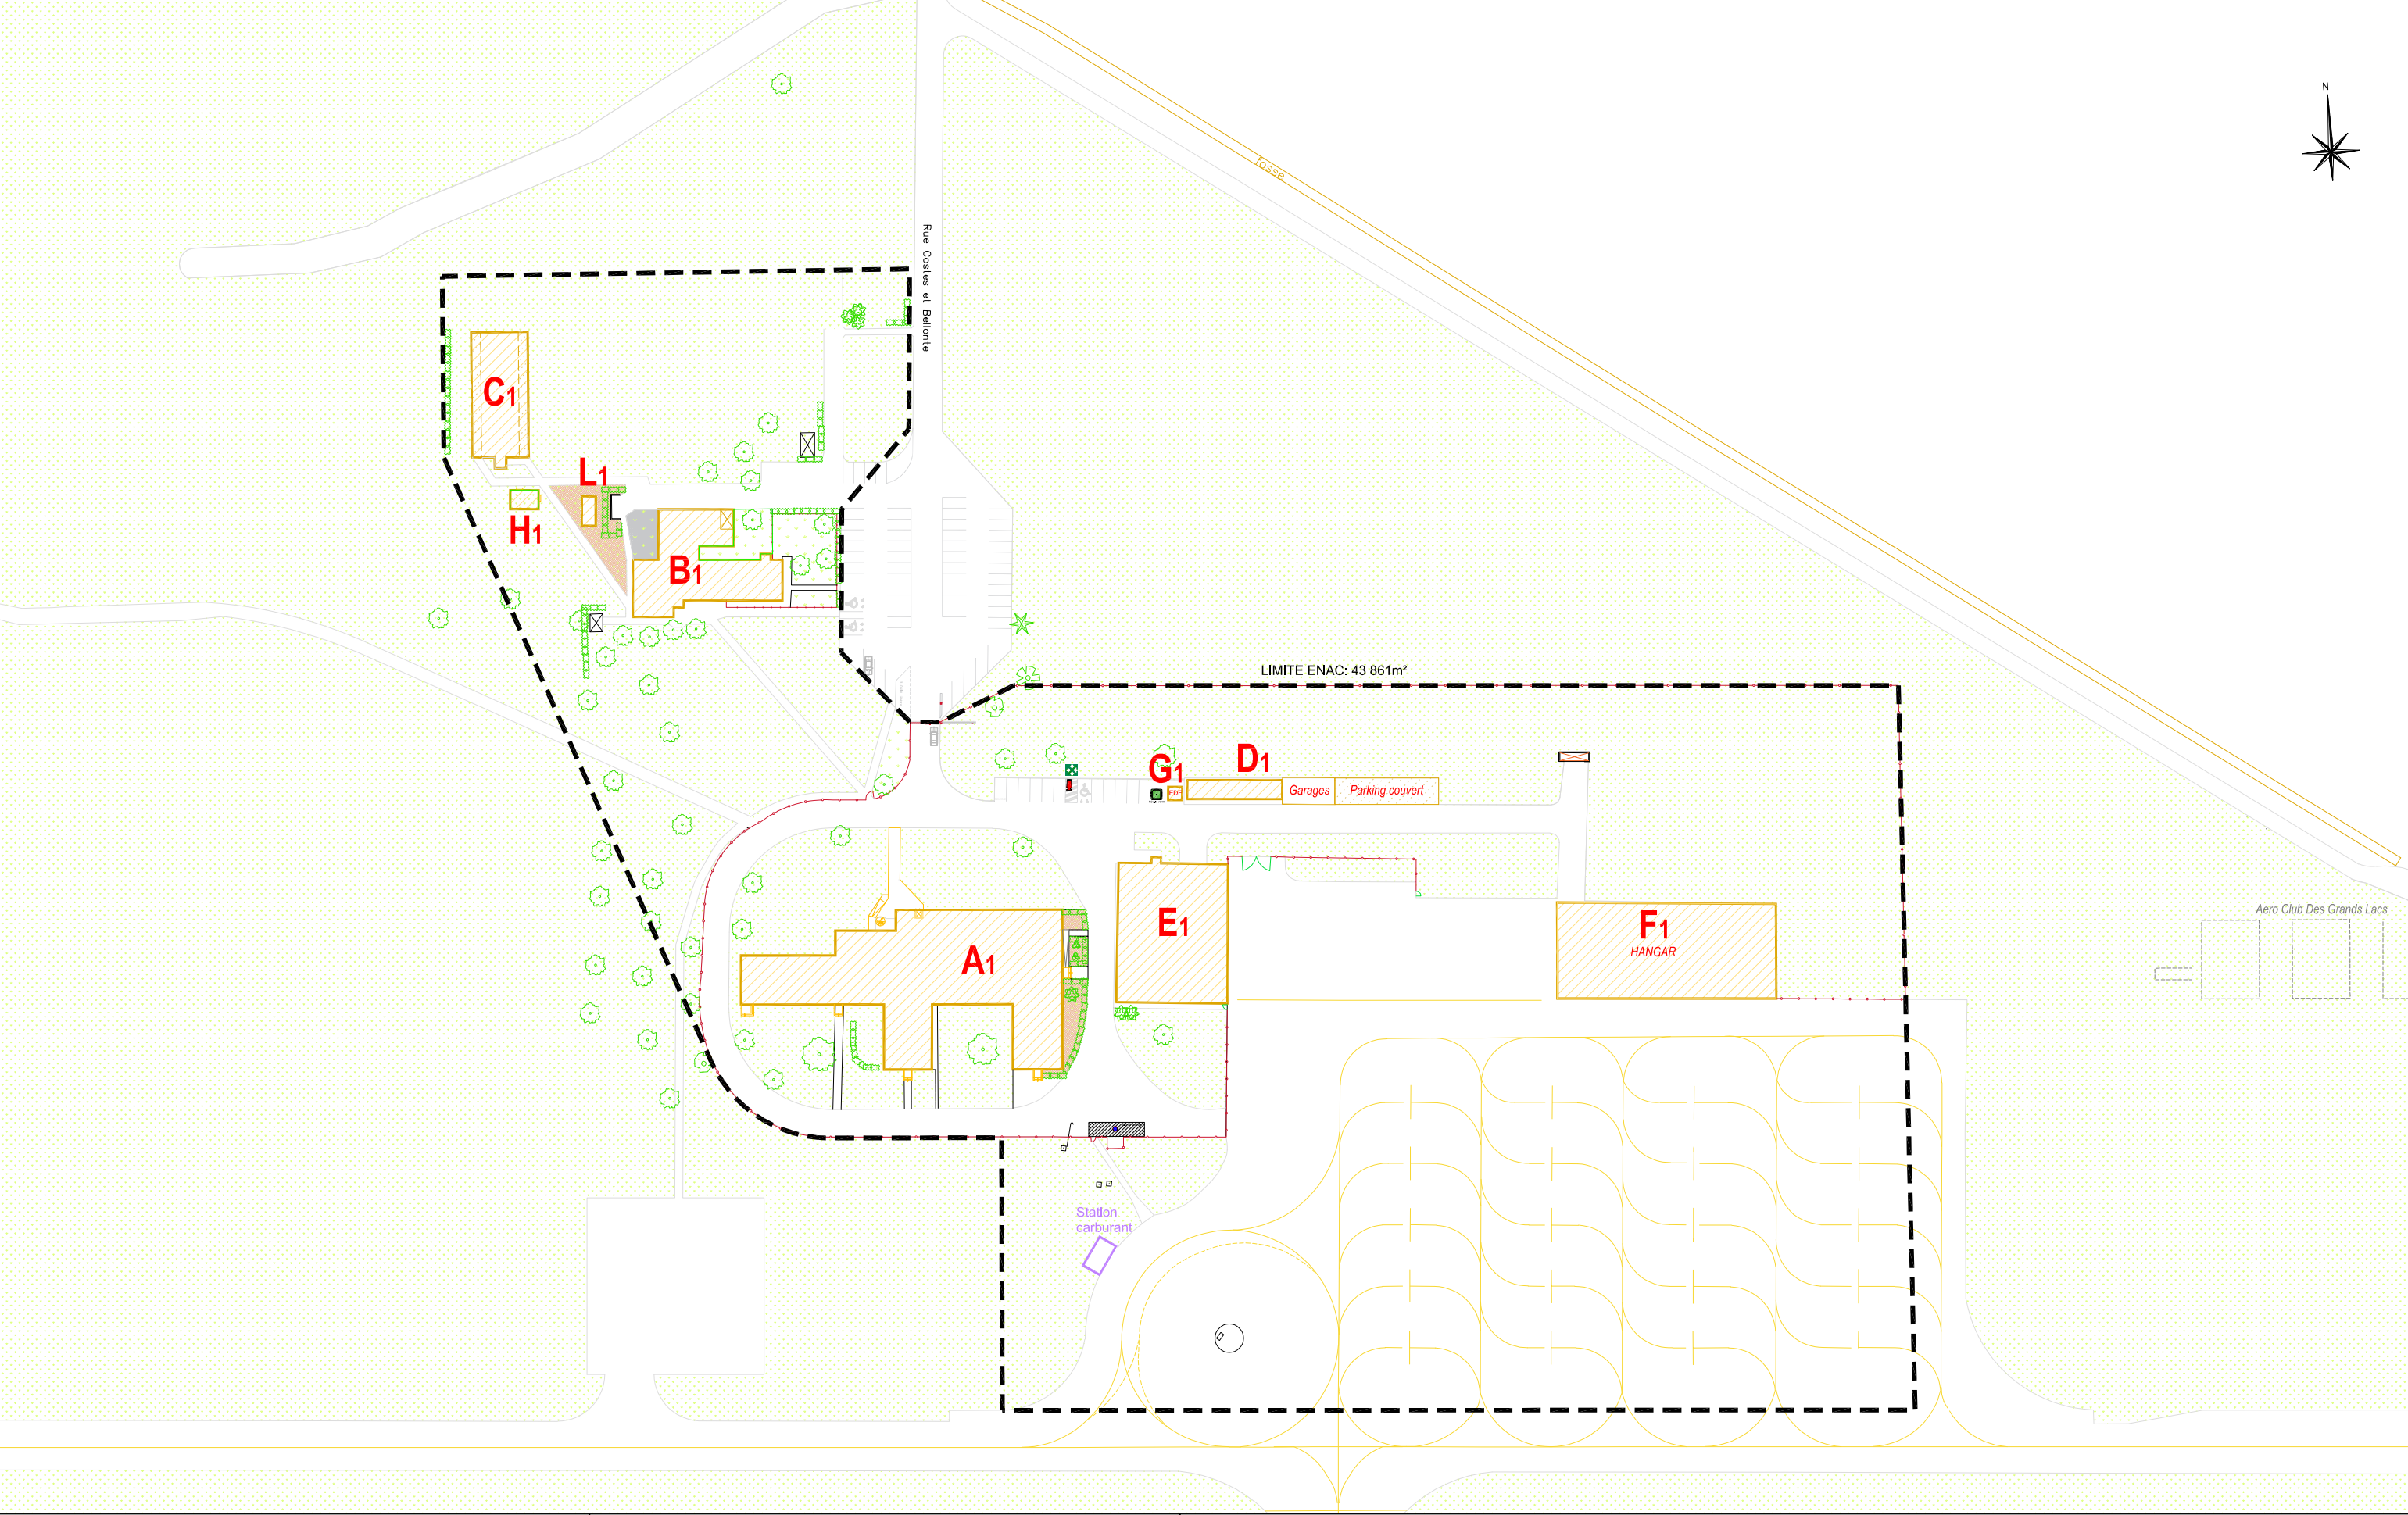 N
fosse
Rue Costes et Bellonte
C1
L1
H1
B1
LIMITE ENAC: 43 861m²
G1
D1
EDF
Garages
Parking couvert
E1
F1
HANGAR
A1
Aero Club Des Grands Lacs
Station
carburant